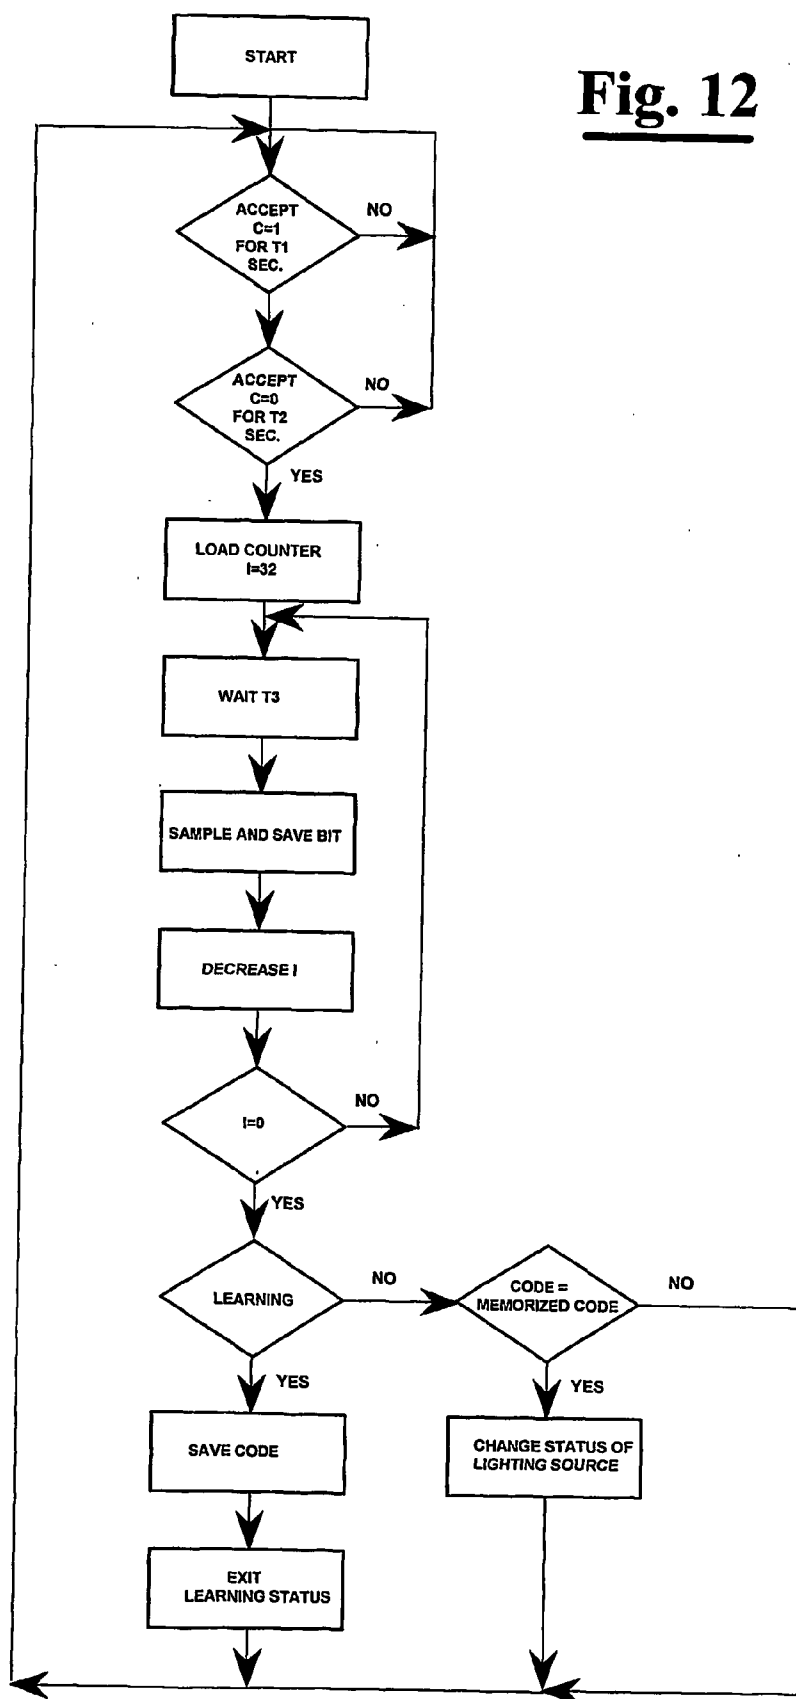 START
Fig. 12
ACCEPT
C=1
FOR T1
SEC.
NO
ACCEPT
C=0
FOR T2
SEC.
NO
YES
LOAD COUNTER
I=32
WAIT T3
SAMPLE AND SAVE BIT
DECREASE I
I=0
NO
YES
LEARNING
NO
CODE =
MEMORIZED CODE
NO
YES
YES
SAVE CODE
CHANGE STATUS OF
LIGHTING SOURCE
EXIT
LEARNING STATUS